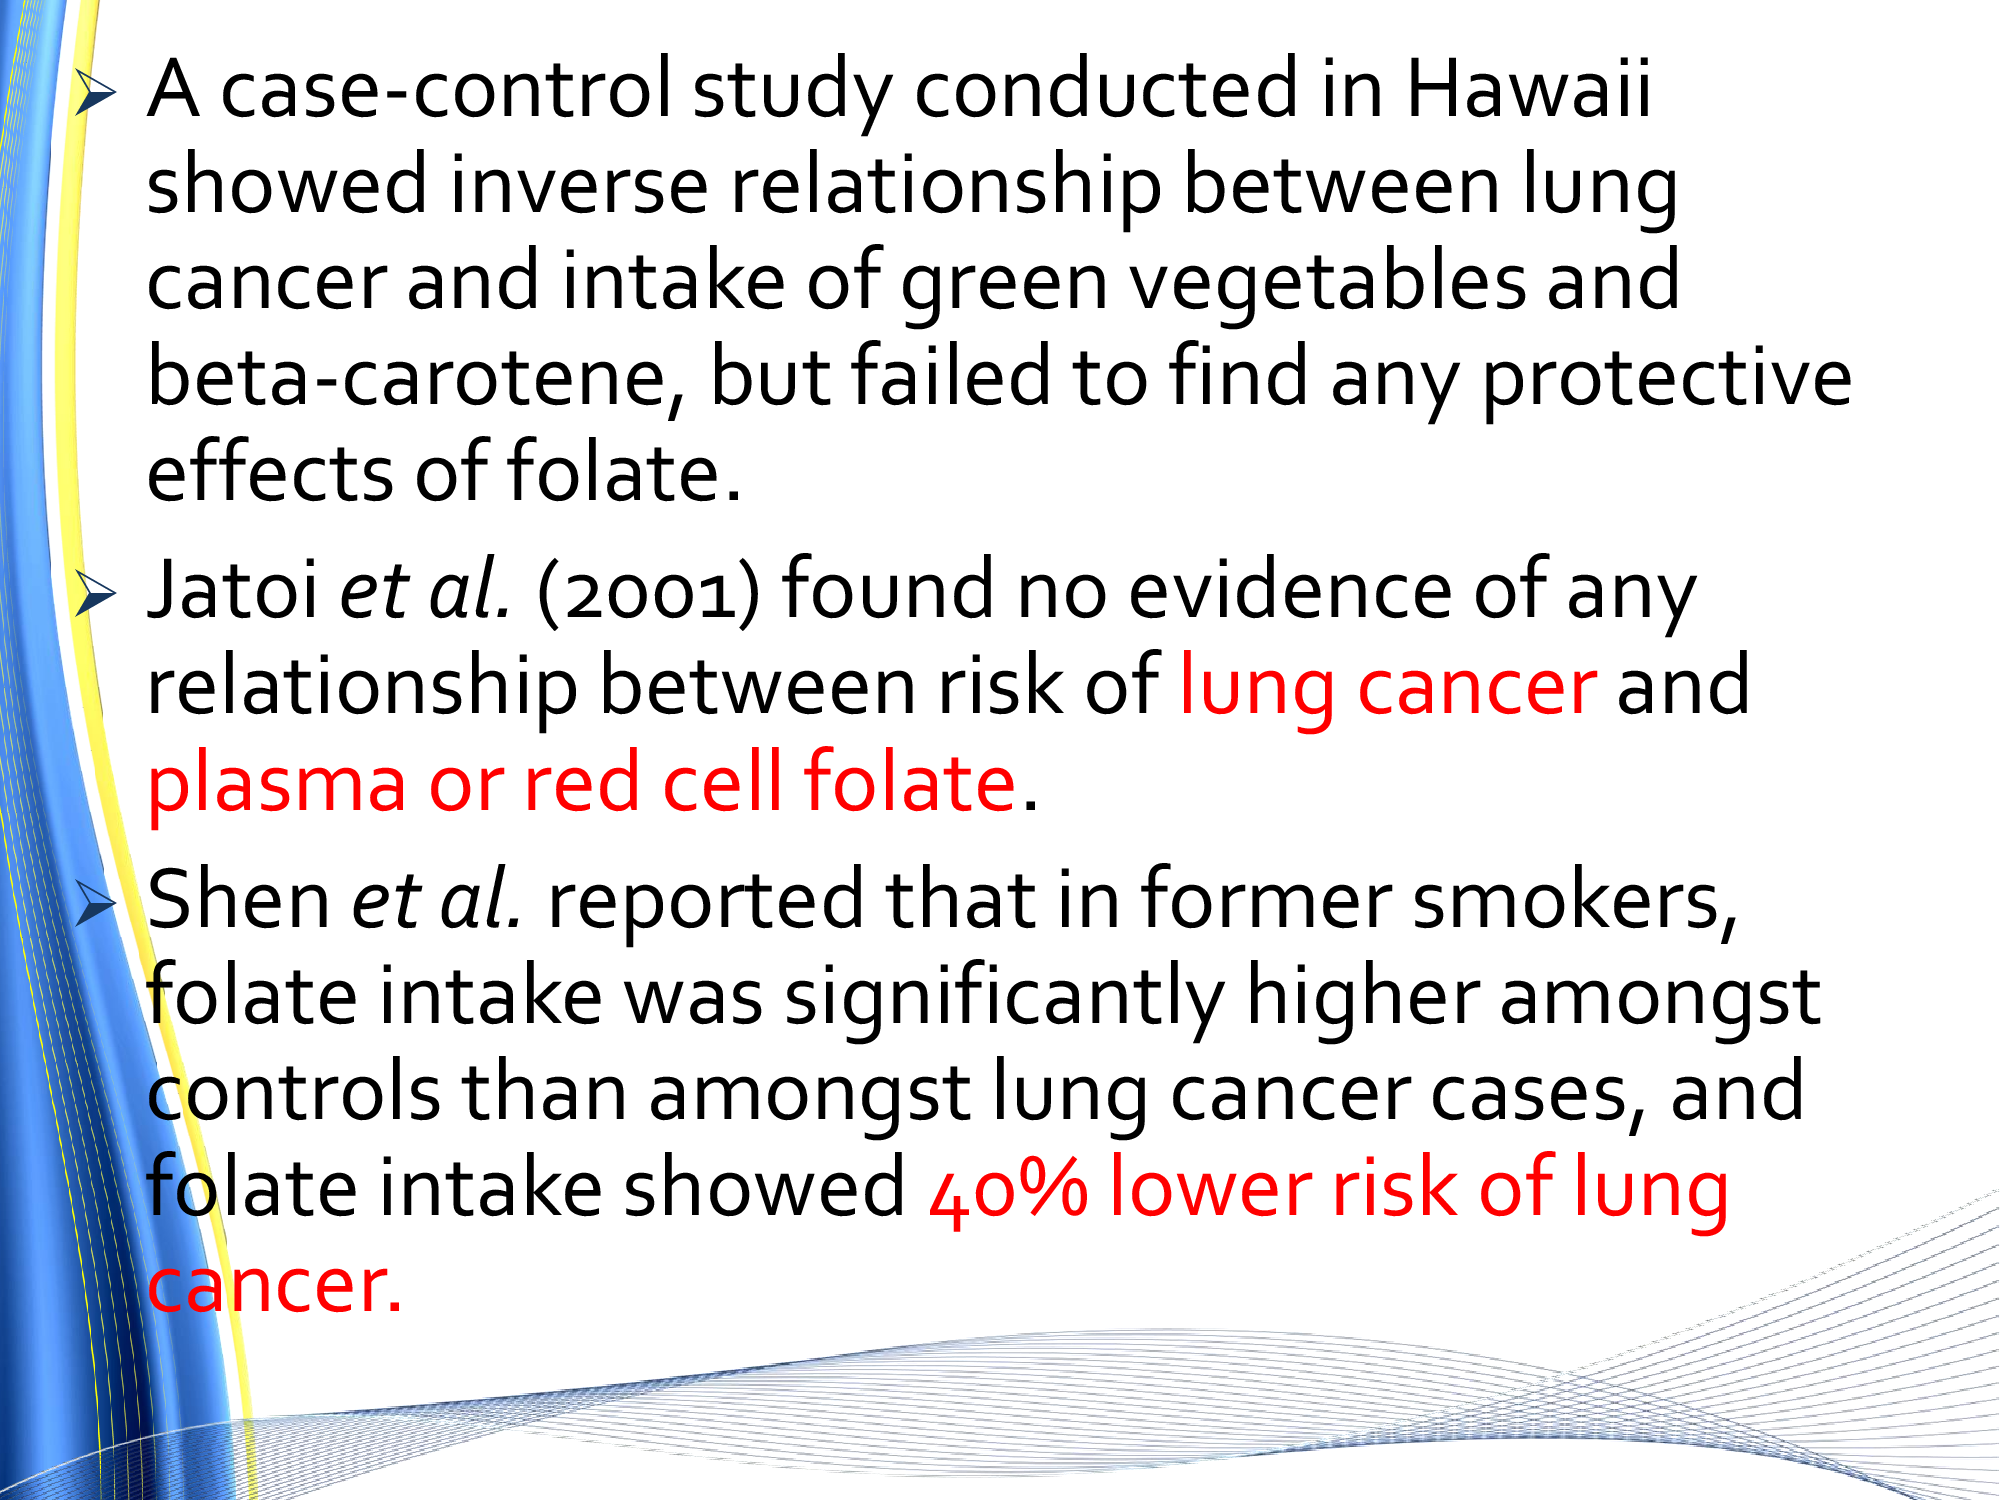 A case-control study conducted in Hawaii
showed inverse relationship between lung
cancer and intake of green vegetables and
beta-carotene, but failed to find any protective
effects of folate.
Jatoi et al. (2001) found no evidence of any
relationship between risk of lung cancer and
plasma or red cell folate.
Shen et al. reported that in former smokers,
folate intake was significantly higher amongst
controls than amongst lung cancer cases, and
folate intake showed 40% lower risk of lung
cancer.